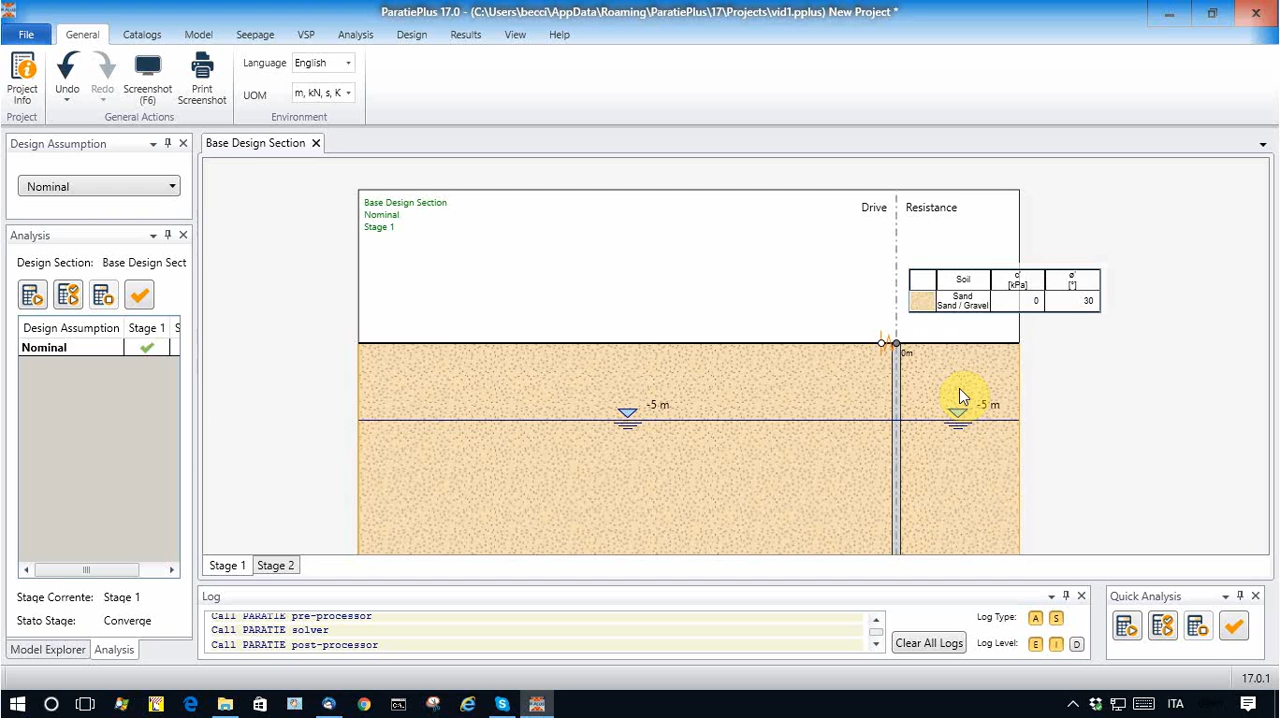 ParatiePlus 17.0 - (C:\Users\becci\AppData\Roaming\ParatiePlus\17\Projects\vid1.pplus) New Project *
File General Catalogs Model Seepage VSP Analysis Design Results View Help
Project Info
Undo
Redo
Screenshot (F6)
Print Screenshot
Language English
UOM m, kN, s, K
Project General Actions Environment
Design Assumption
Nominal
Base Design Section
Base Design Section
Nominal
Stage 1
Drive Resistance
Soil c' [kPa] ø' [°]
Sand
Sand / Gravel 0 30
0m
-5 m
-5 m
Analysis
Design Section: Base Design Sect
Design Assumption Stage 1 S
Nominal
Stage Corrente: Stage 1
Stato Stage: Converge
Model Explorer Analysis
Stage 1 Stage 2
Log
Call PARATIE pre-processor
Call PARATIE solver
Call PARATIE post-processor
Clear All Logs
Log Type: A S
Log Level: E I D
Quick Analysis
17.0.1
ITA